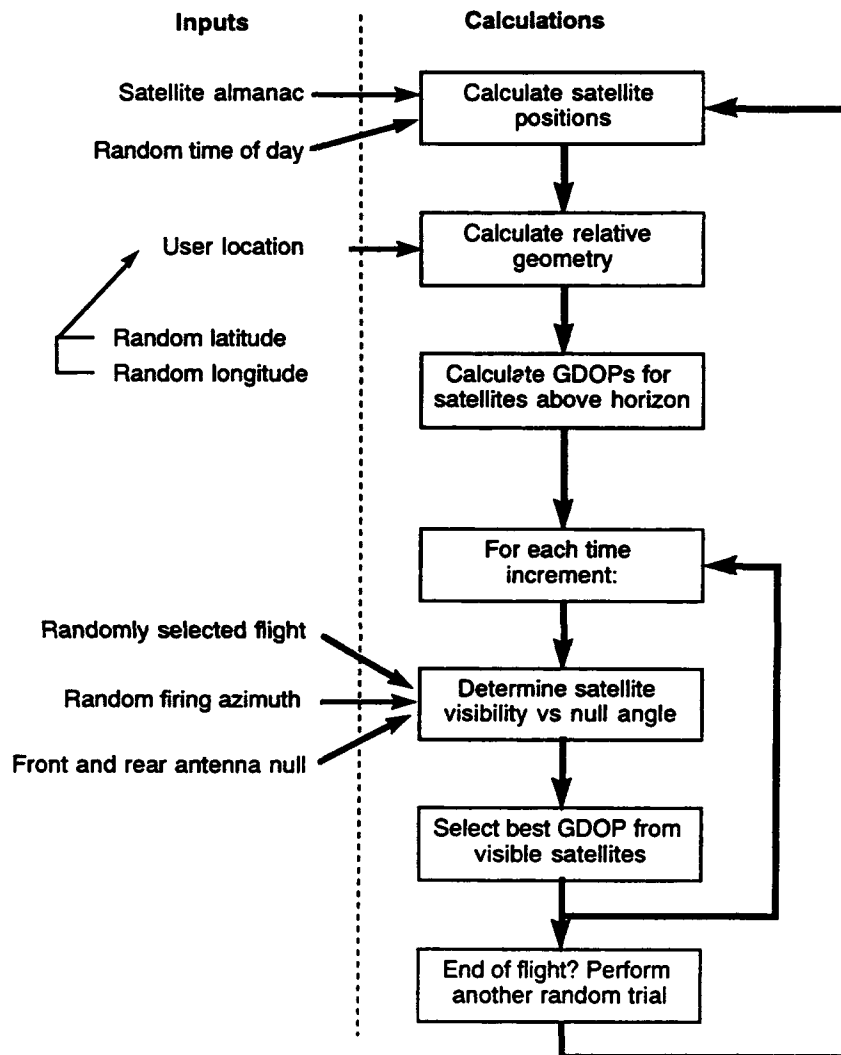 Inputs
Calculations
Satellite almanac
Random time of day
Calculate satellite
positions
User location
Random latitude
Random longitude
Calculate relative
geometry
Calculate GDOPs for
satellites above horizon
For each time
increment:
Randomly selected flight
Random firing azimuth
Front and rear antenna null
Determine satellite
visibility vs null angle
Select best GDOP from
visible satellites
End of flight? Perform
another random trial